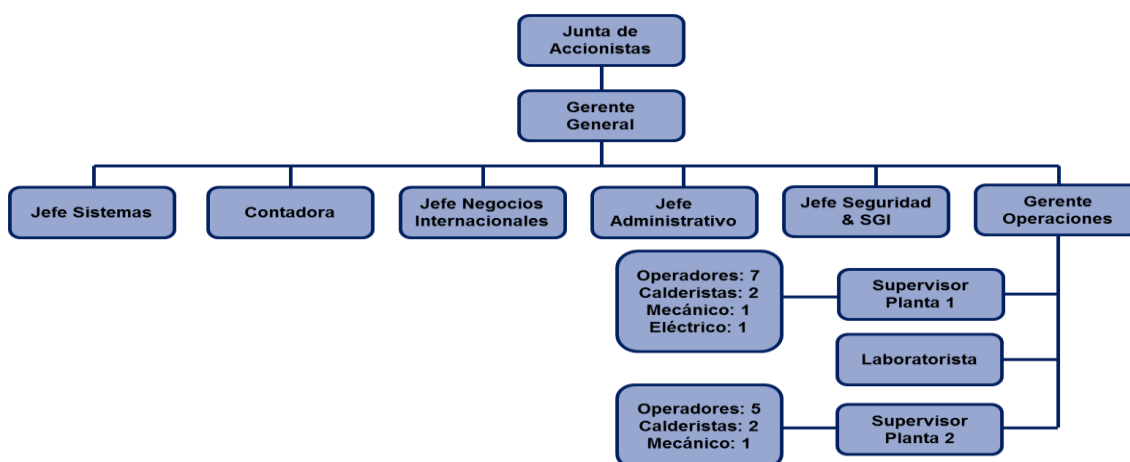 Junta de
Accionistas
Gerente
General
Jefe Sistemas
Contadora
Jefe Negocios
Internacionales
Jefe
Administrativo
Jefe Seguridad
& SGI
Gerente
Operaciones
Operadores: 7
Calderistas: 2
Mecánico: 1
Eléctrico: 1
Supervisor
Planta 1
Laboratorista
Operadores: 5
Calderistas: 2
Mecánico: 1
Supervisor
Planta 2